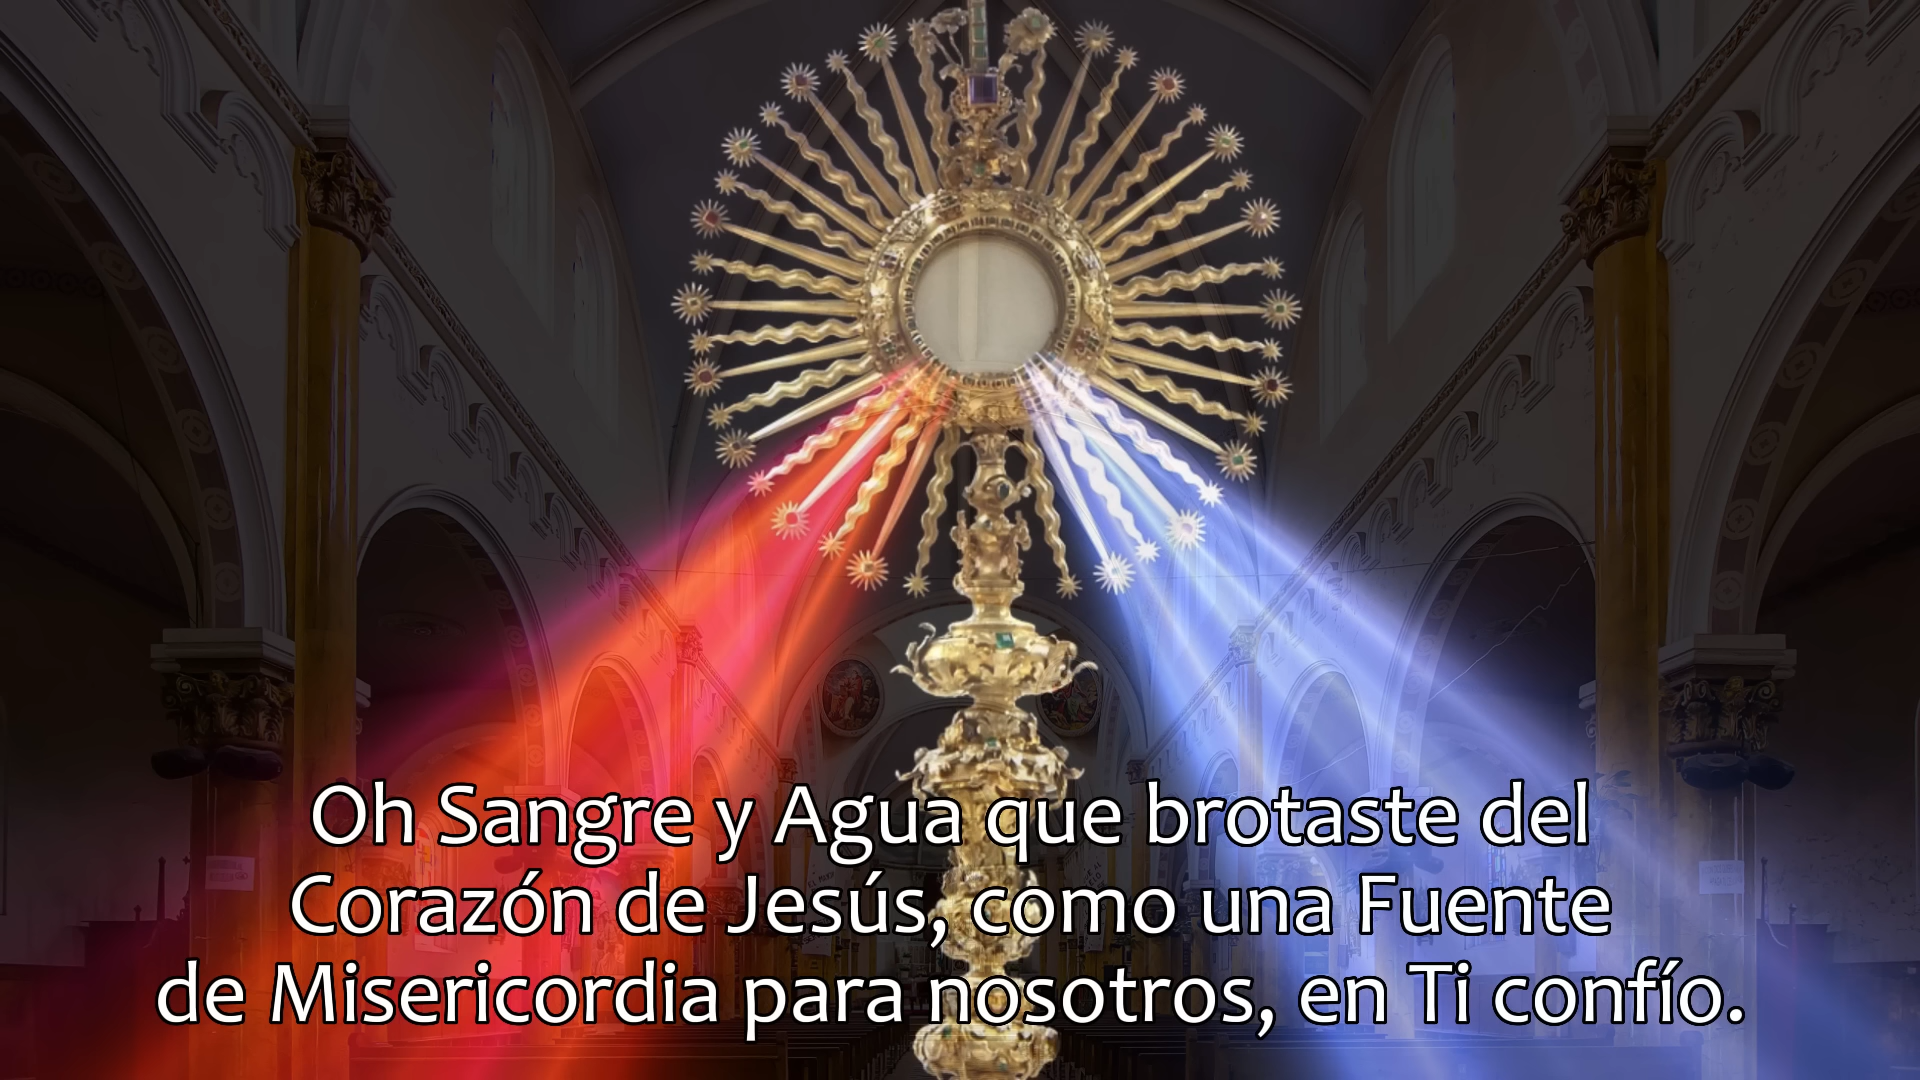 Oh Sangre y Agua que brotaste del
Corazón de Jesús, como una Fuente
de Misericordia para nosotros, en Ti confío.